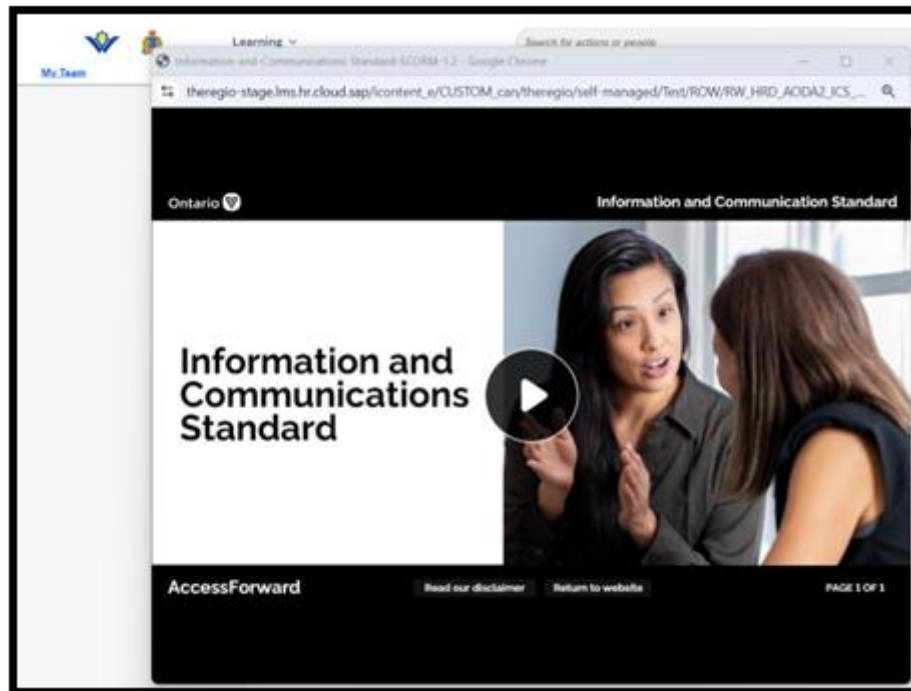 Learning
Search for actions or people
My Team
Information and Communications Standard SCORM 1.2 - Google Chrome
theregio-stage.lms.hr.cloud.sap/icontent_e/CUSTOM_can/theregio/self-managed/Test/ROW/RW_HRD_AODA2_ICS_...
Ontario
Information and Communication Standard
Information and
Communications
Standard
AccessForward
Read our disclaimer
Return to website
PAGE 1 OF 1